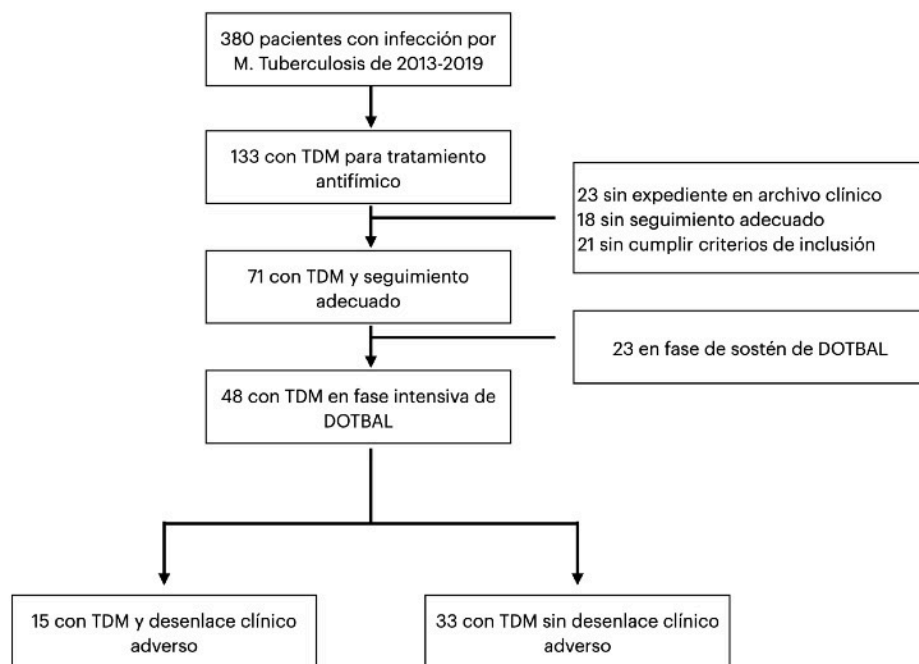 380 pacientes con infección por
M. Tuberculosis de 2013-2019
133 con TDM para tratamiento
antifímico
23 sin expediente en archivo clínico
18 sin seguimiento adecuado
21 sin cumplir criterios de inclusión
71 con TDM y seguimiento
adecuado
23 en fase de sostén de DOTBAL
48 con TDM en fase intensiva de
DOTBAL
15 con TDM y desenlace clínico
adverso
33 con TDM sin desenlace clínico
adverso